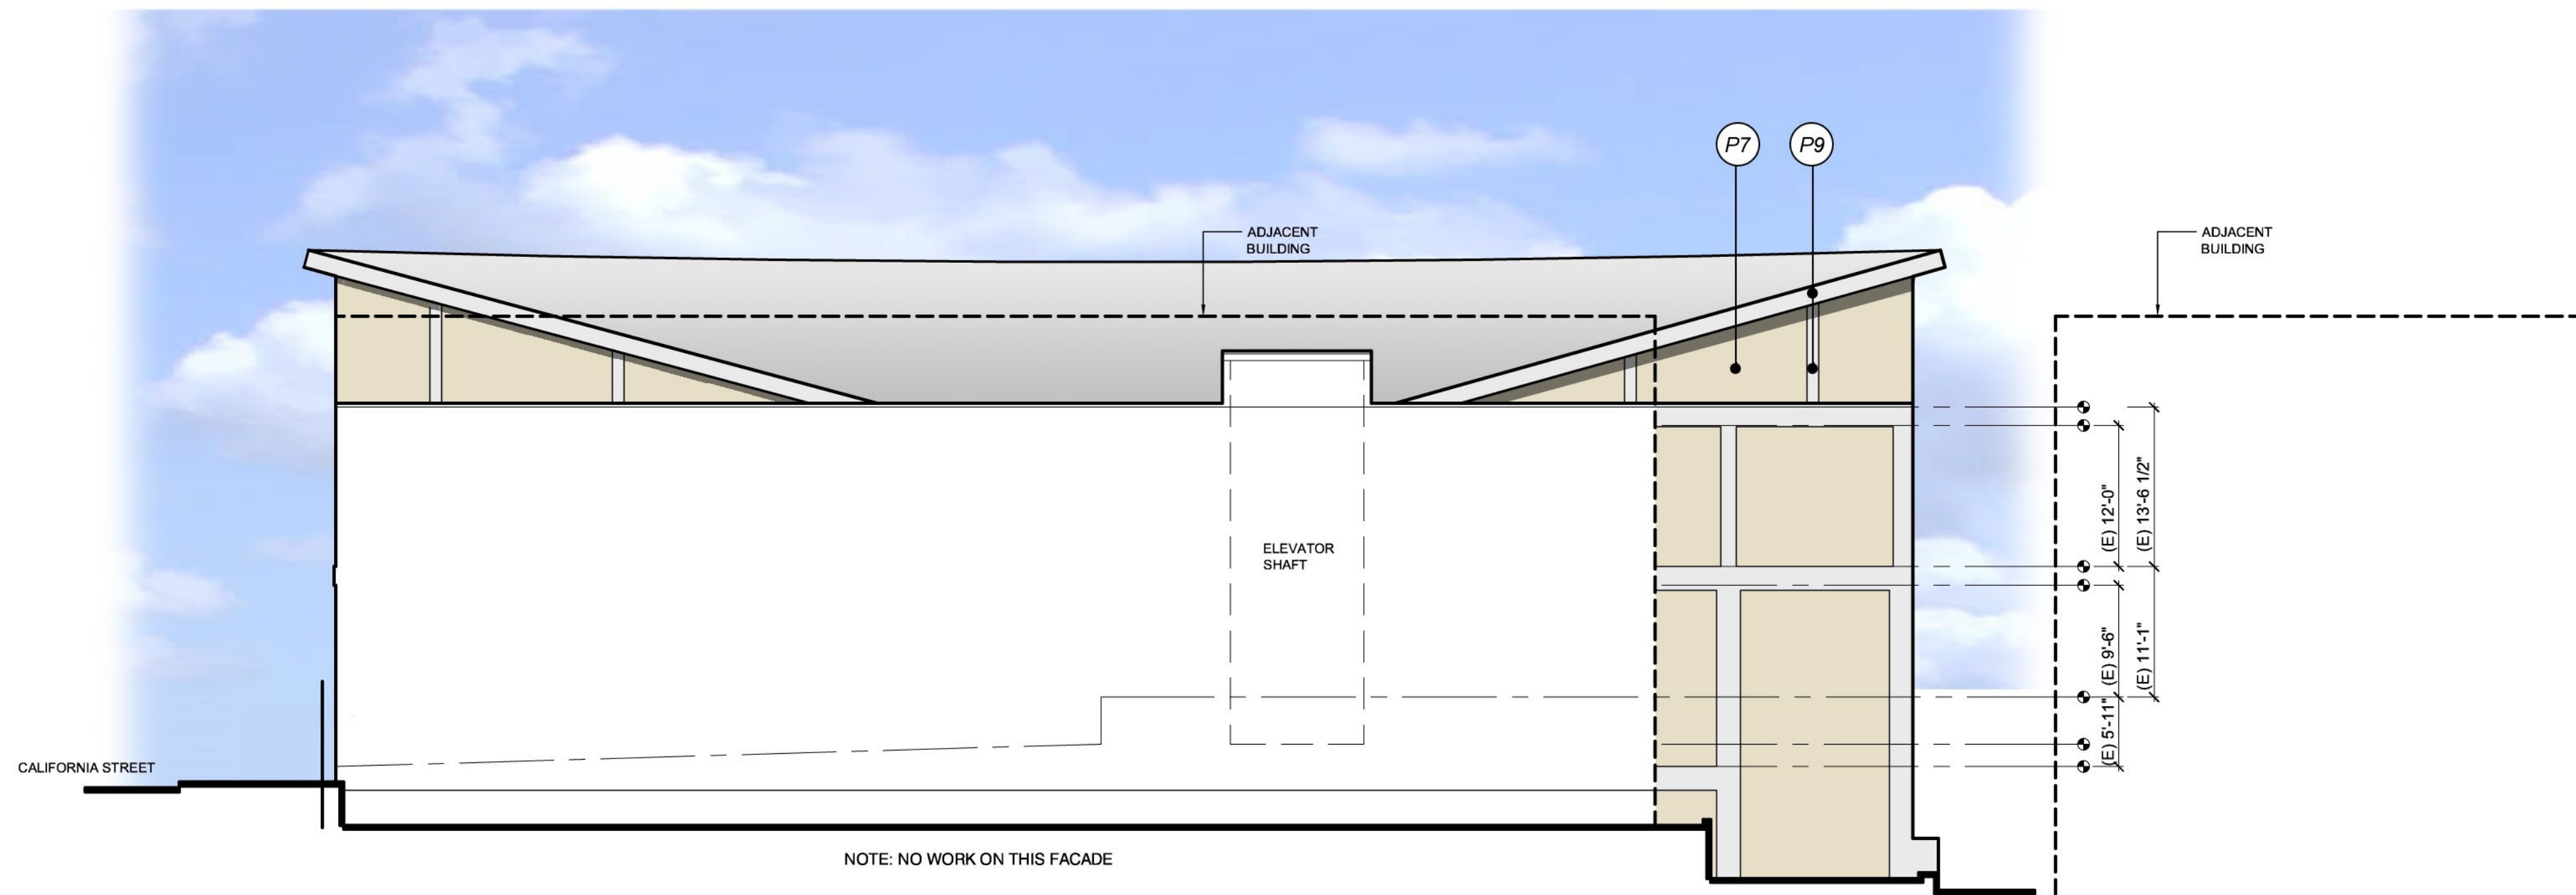 P7
P9
ADJACENT
BUILDING
ADJACENT
BUILDING
(E) 12'-0"
(E) 13'-6 1/2"
ELEVATOR
SHAFT
(E) 9'-6"
(E) 11'-1"
(E) 5'-11"
CALIFORNIA STREET
NOTE: NO WORK ON THIS FACADE